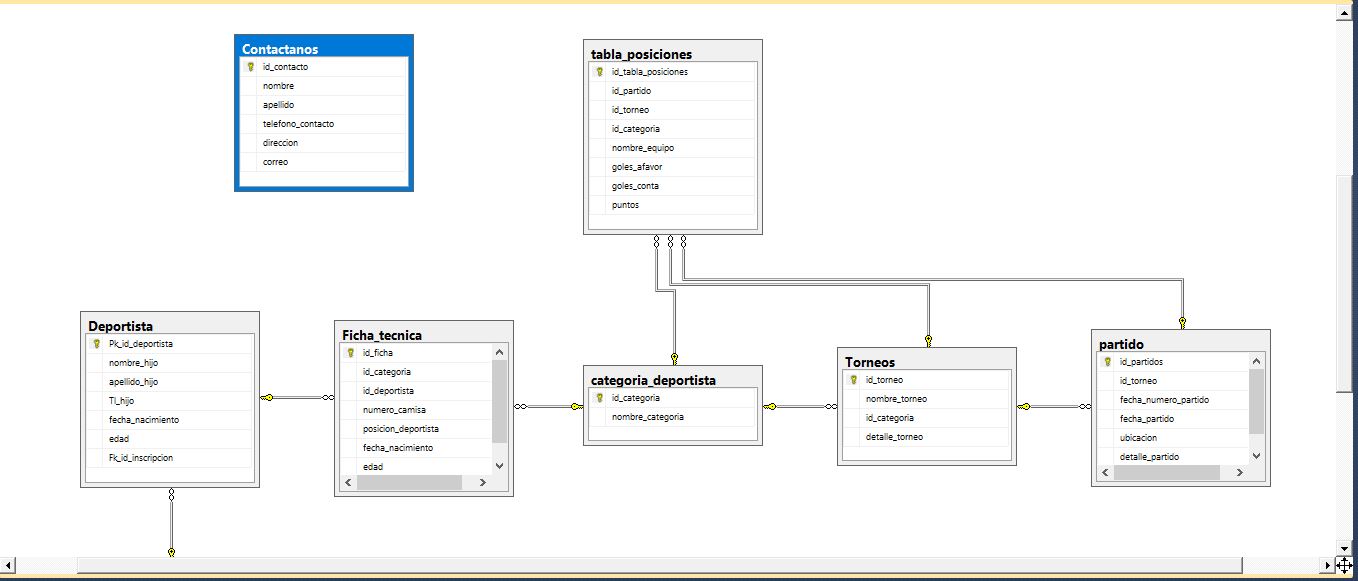 Contactanos
id_contacto
nombre
apellido
telefono_contacto
direccion
correo
tabla_posiciones
id_tabla_posiciones
id_partido
id_torneo
id_categoria
nombre_equipo
goles_afavor
goles_conta
puntos
Deportista
Pk_id_deportista
nombre_hijo
apellido_hijo
TI_hijo
fecha_nacimiento
edad
Fk_id_inscripcion
Ficha_tecnica
id_ficha
id_categoria
id_deportista
numero_camisa
posicion_deportista
fecha_nacimiento
edad
categoria_deportista
id_categoria
nombre_categoria
Torneos
id_torneo
nombre_torneo
id_categoria
detalle_torneo
partido
id_partidos
id_torneo
fecha_numero_partido
fecha_partido
ubicacion
detalle_partido